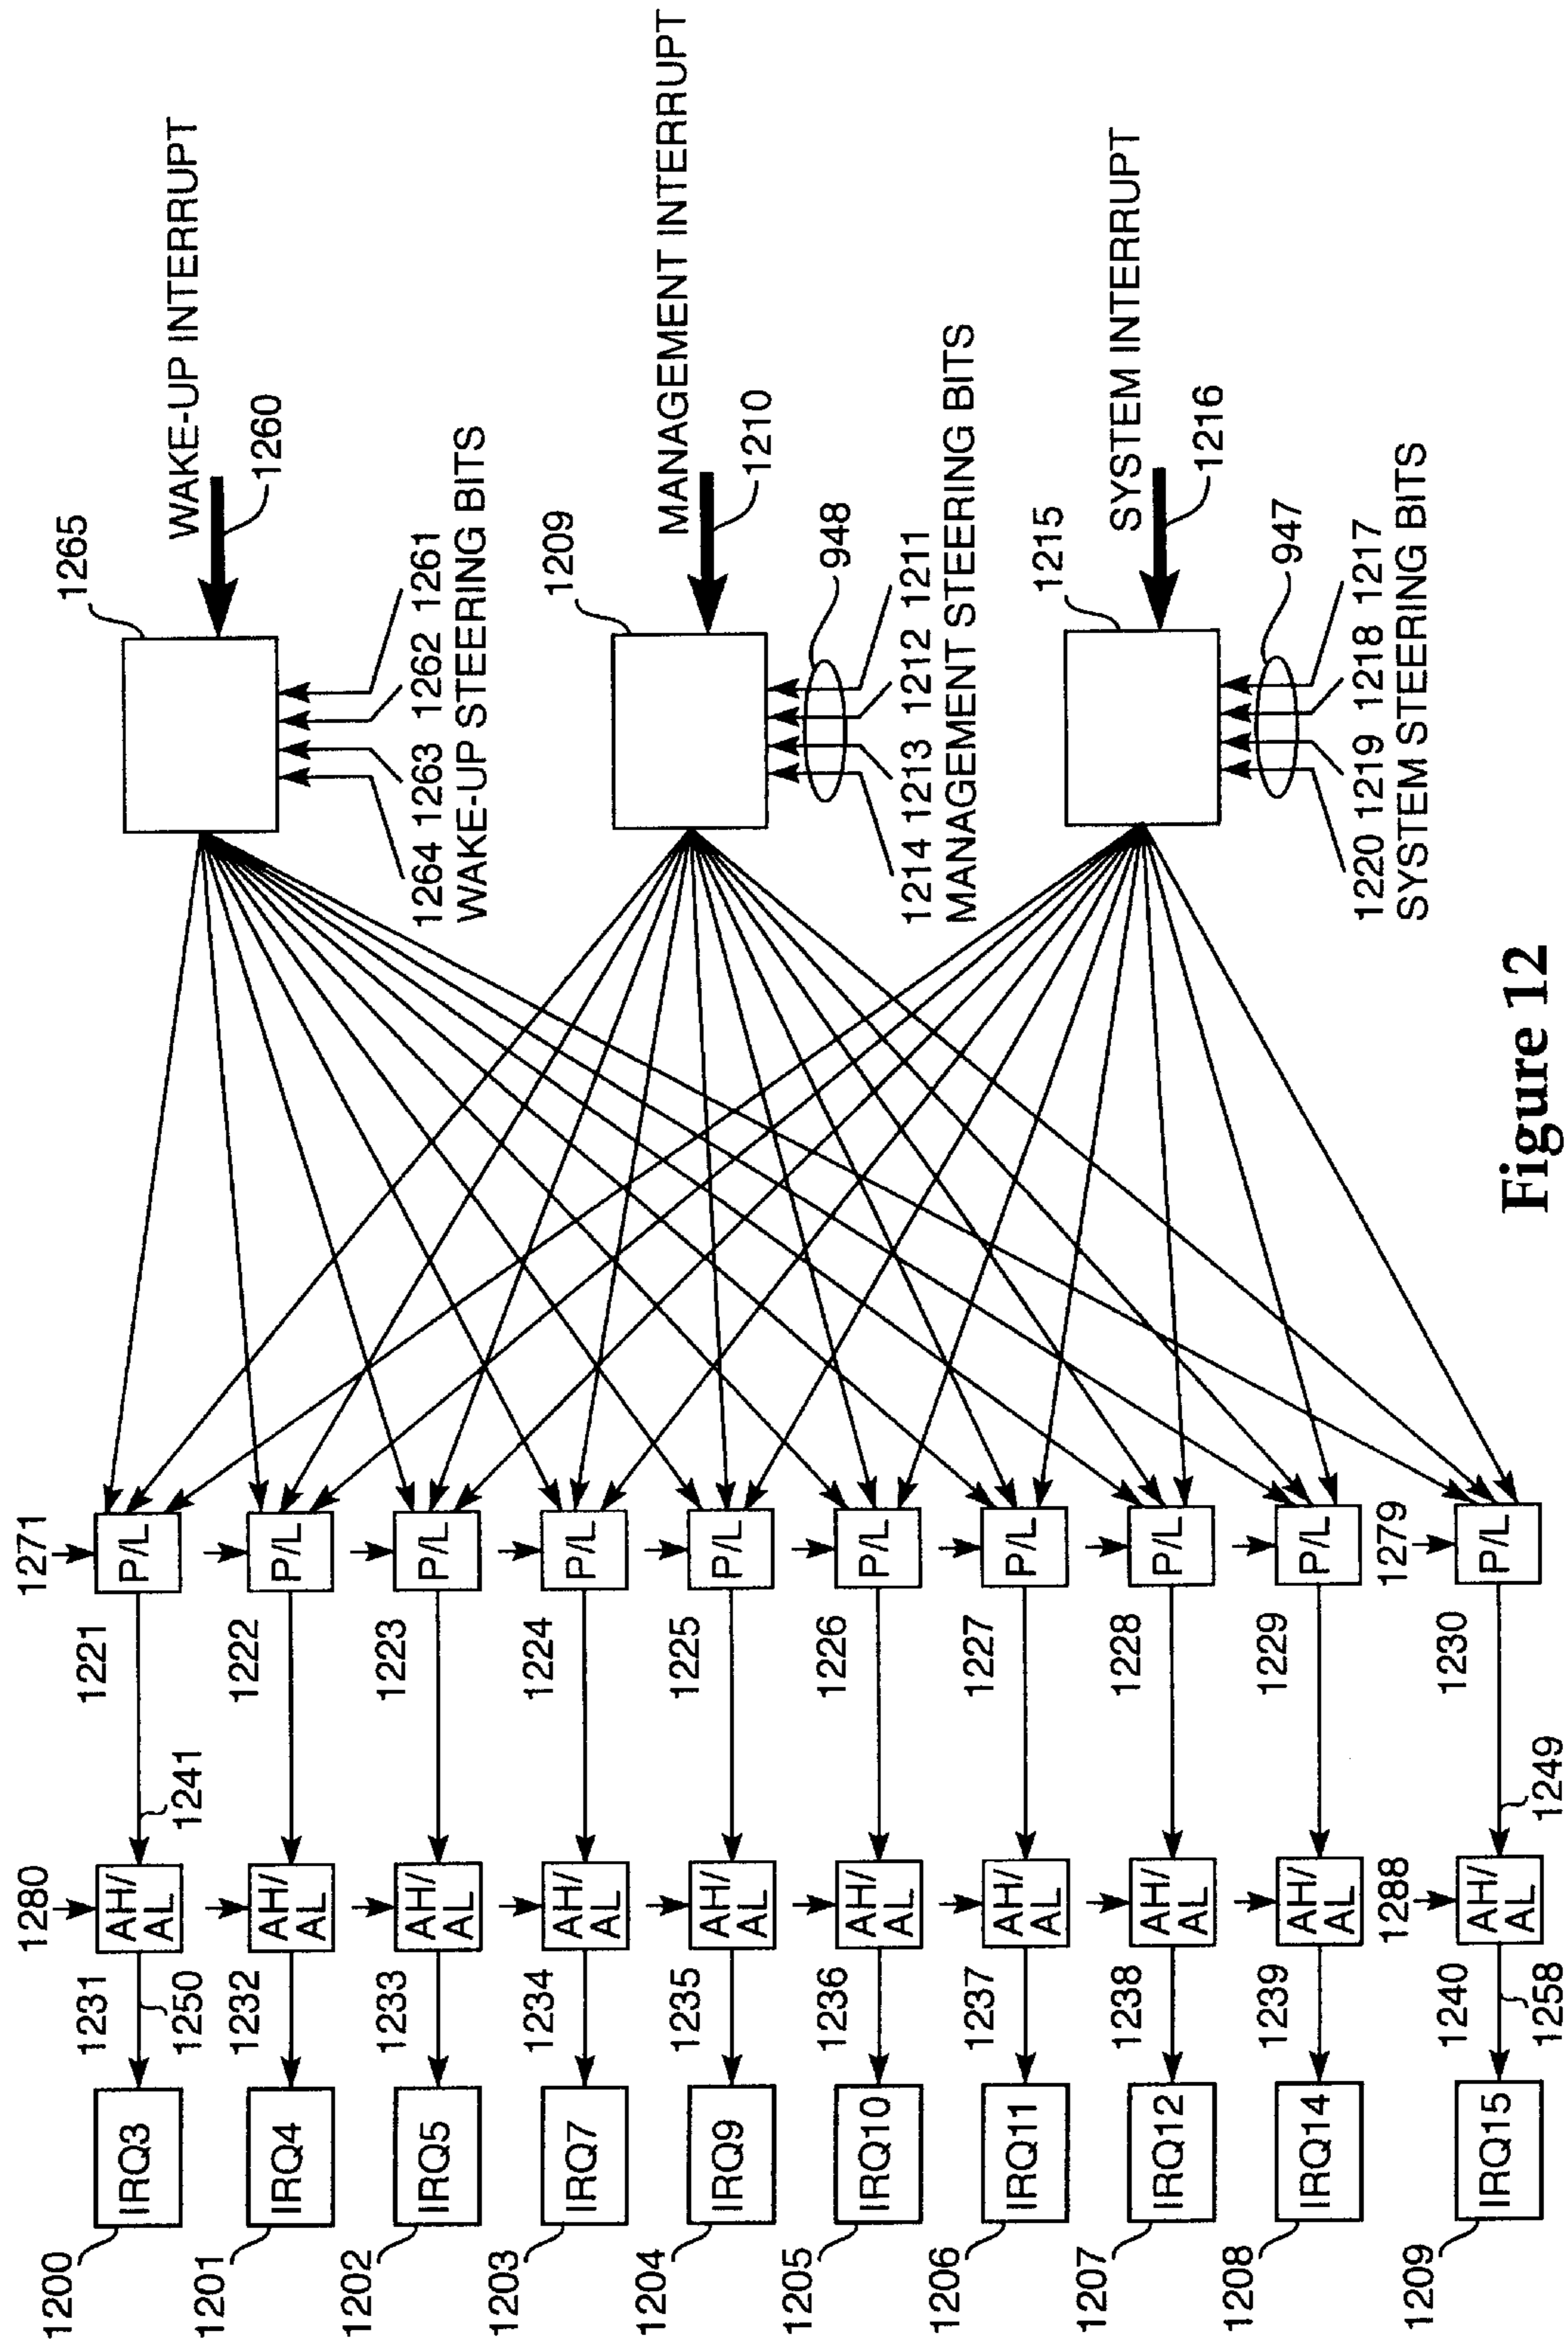 1200
IRQ3
1231
1250
1280
AH/
AL
1241
1221
1271
P/L
1201
IRQ4
1232
AH/
AL
1222
P/L
1202
IRQ5
1233
AH/
AL
1223
P/L
1203
IRQ7
1234
AH/
AL
1224
P/L
1204
IRQ9
1235
AH/
AL
1225
P/L
1205
IRQ10
1236
AH/
AL
1226
P/L
1206
IRQ11
1237
AH/
AL
1227
P/L
1207
IRQ12
1238
AH/
AL
1228
P/L
1208
IRQ14
1239
AH/
AL
1229
P/L
1209
IRQ15
1240
1258
1288
AH/
AL
1249
1230
1279
P/L
1265
WAKE-UP INTERRUPT
1260
1264 1263 1262 1261
WAKE-UP STEERING BITS
1209
MANAGEMENT INTERRUPT
1210
948
1214 1213 1212 1211
MANAGEMENT STEERING BITS
1215
SYSTEM INTERRUPT
1216
947
1220 1219 1218 1217
SYSTEM STEERING BITS
Figure 12